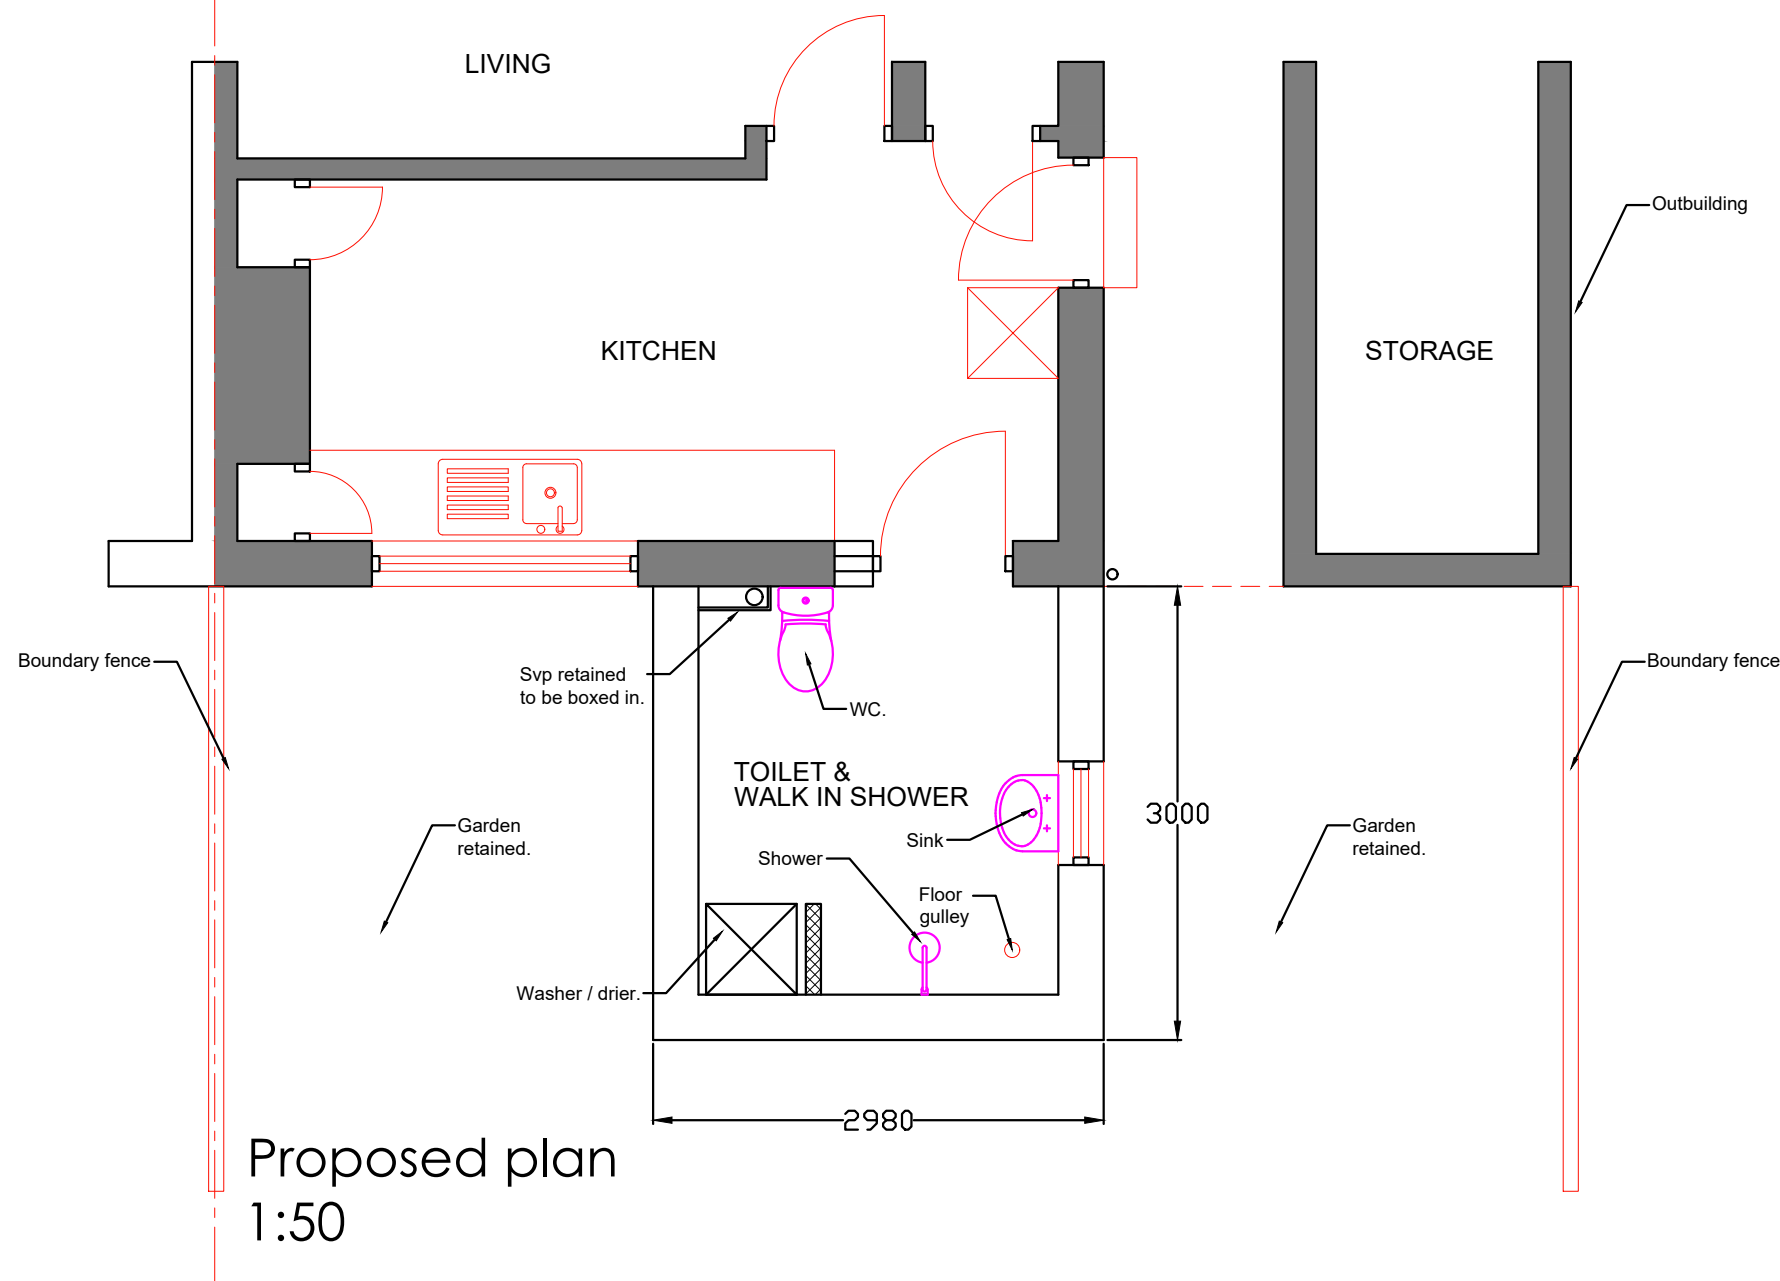 LIVING
Outbuilding
KITCHEN
STORAGE
Boundary fence
Svp retained
to be boxed in.
WC.
Boundary fence
TOILET &
WALK IN SHOWER
3000
Garden
retained.
Sink
Garden
retained.
Shower
Floor
gulley
Washer / drier.
2980
Proposed plan
1:50